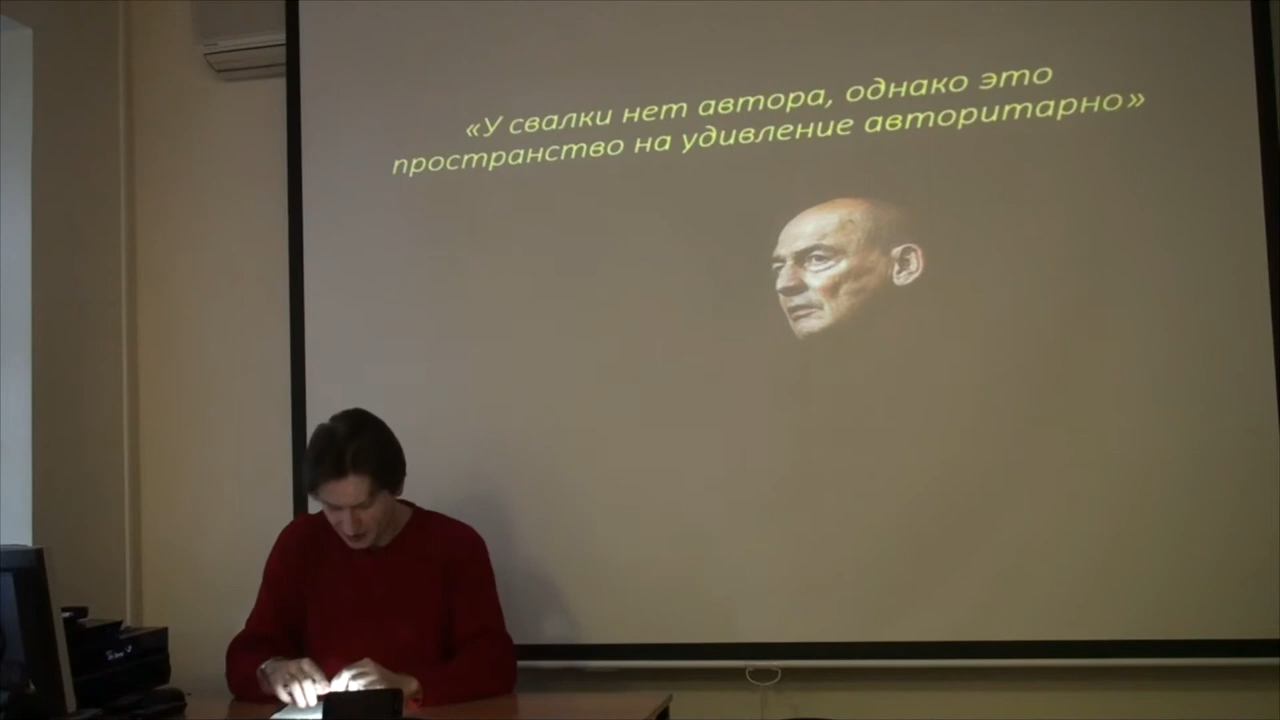 «У свалки нет автора, однако это
пространство на удивление авторитарно»